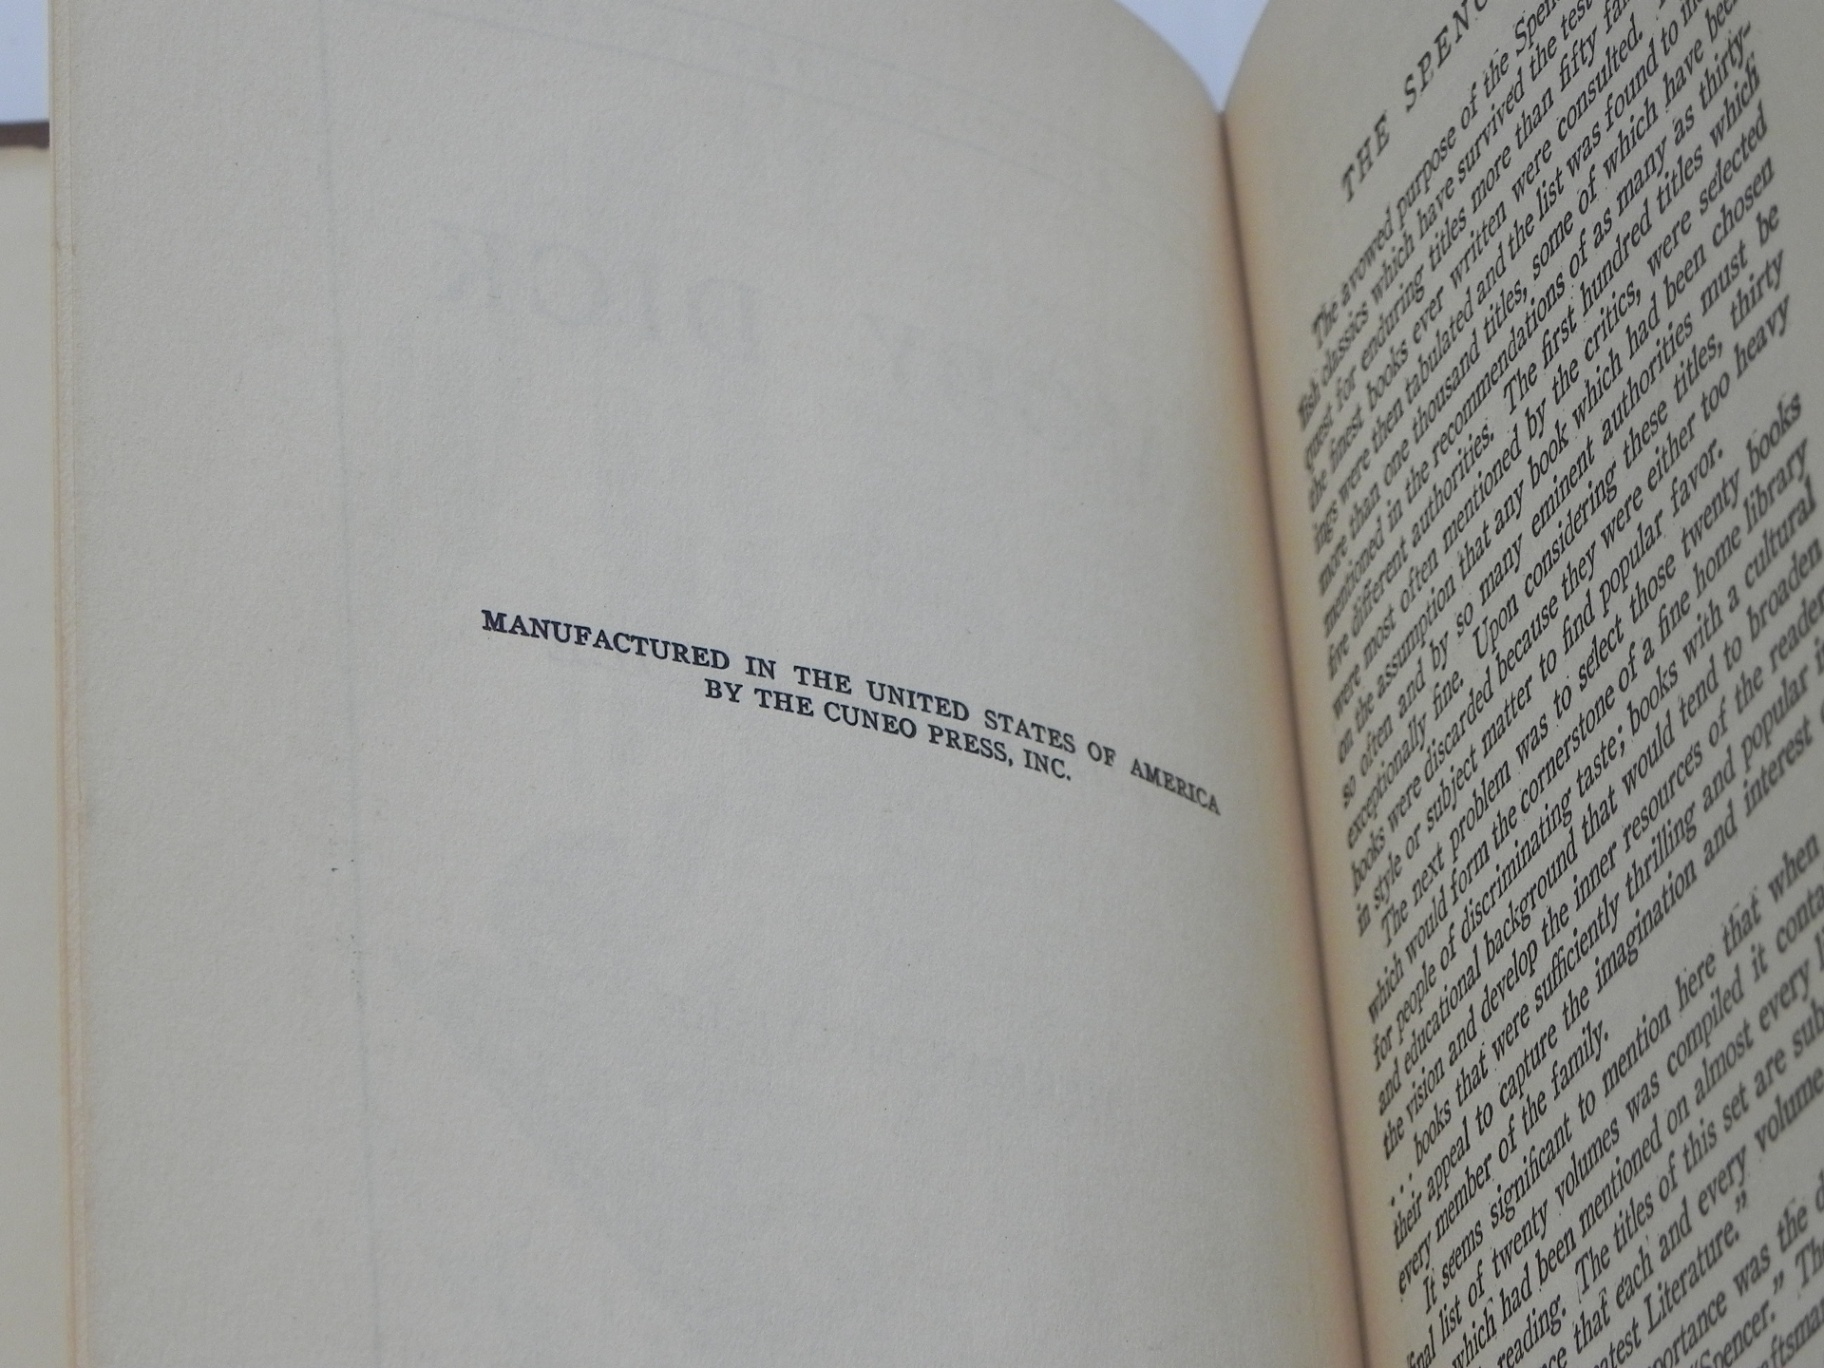 MANUFACTURED IN THE UNITED STATES OF AMERICA
BY THE CUNEO PRESS, INC.
THE SPENC
The avowed purpose of the Spen
lish classics which have survived the test
quest for enduring titles more than fifty fa
the finest books ever written were consulted.
ings were then tabulated and the list was found to in
more than one thousand titles, some of which have bee
mentioned in the recommendations of as many as thirty-
five different authorities. The first hundred titles which
were most often mentioned by the critics, were selected
on the assumption that any book which had been chosen
so often and by so many eminent authorities must be
exceptionally fine. Upon considering these titles, thirty
books were discarded because they were either too heavy
in style or subject matter to find popular favor.
The next problem was to select those twenty books
which would form the cornerstone of a fine home library
for people of discriminating taste; books with a cultural
and educational background that would tend to broaden
the vision and develop the inner resources of the reader
... books that were sufficiently thrilling and popular i
their appeal to capture the imagination and interest
every member of the family.
It seems significant to mention here that when
final list of twenty volumes was compiled it conta
which had been mentioned on almost every l
reading. The titles of this set are sub
ce that each and every volume
atest Literature."
portance was the d
"Spencer." The
ftsmar
DICK